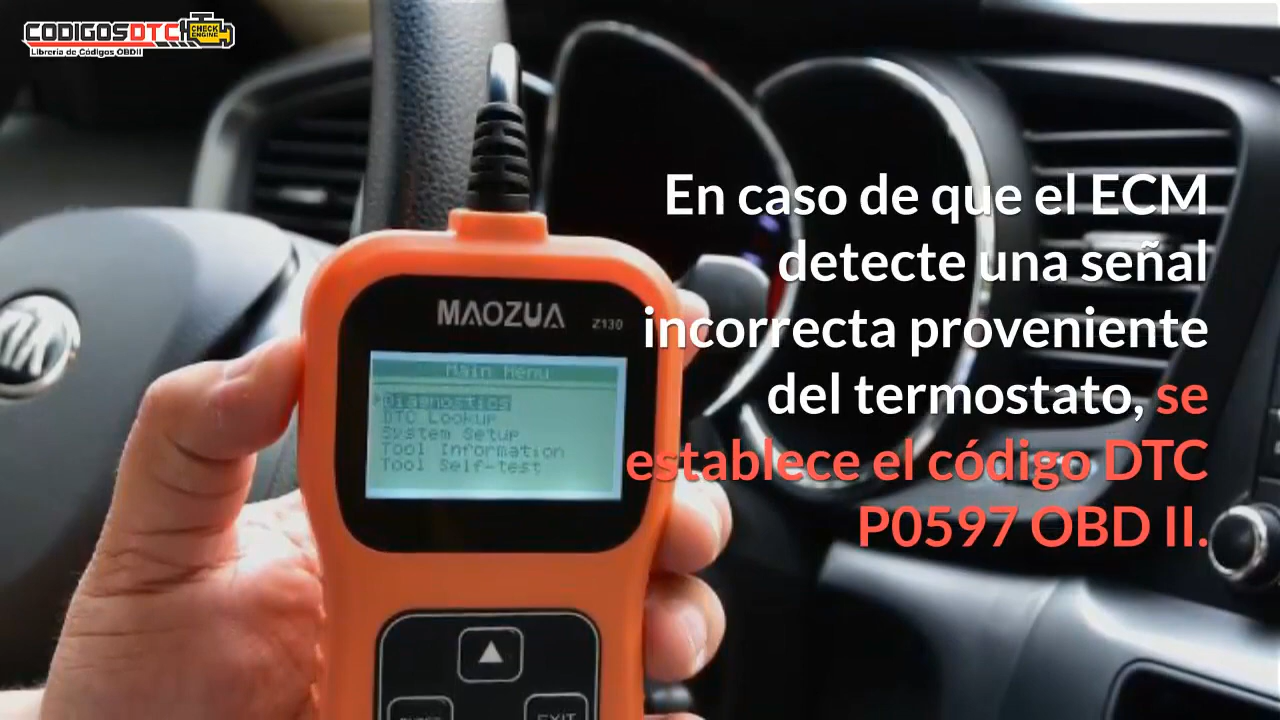 CODIGOSDTC
CHECK
ENGINE
Librería de Códigos OBDII
En caso de que el ECM
detecte una señal
incorrecta proveniente
del termostato, se
establece el código DTC
P0597 OBD II.
MAOZUA
Z130
Main Menu
Diagnostics
DTC Lookup
System Setup
Tool Information
Tool Self-test
EXIT